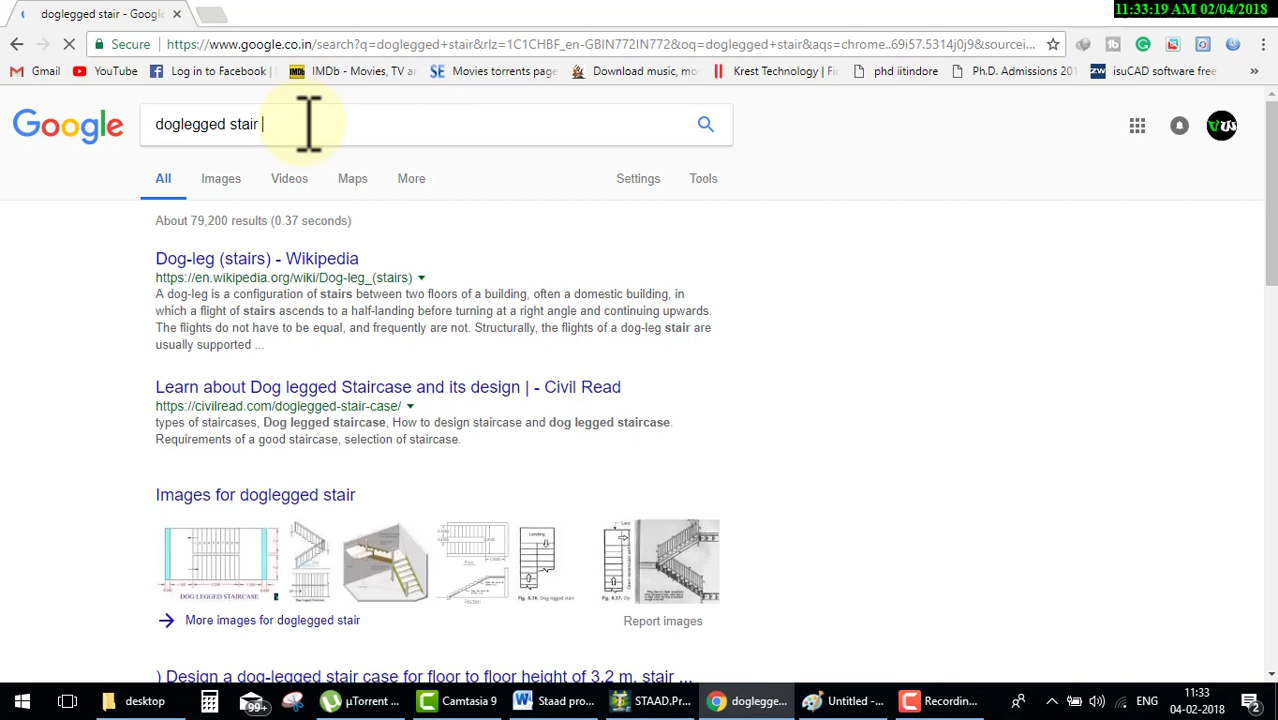 11:33:19 AM 02/04/2018
doglegged stair - Google
Secure
https://www.google.co.in/search?q=doglegged+stair&rlz=1C1CHBF_en-GBIN772IN772&oq=doglegged+stair&aqs=chrome..69i57.5314j0j9&sourcei...
Gmail
YouTube
Log in to Facebook
IMDb - Movies, TV ar
Movies torrents page
Download music, mo
Krest Technology | Fi
phd iitindore
Ph.D. Admissions 201
isuCAD software free
»
Google
doglegged stair
VW
All
Images
Videos
Maps
More
Settings
Tools
About 79,200 results (0.37 seconds)
Dog-leg (stairs) - Wikipedia
https://en.wikipedia.org/wiki/Dog-leg_(stairs)
A dog-leg is a configuration of stairs between two floors of a building, often a domestic building, in
which a flight of stairs ascends to a half-landing before turning at a right angle and continuing upwards.
The flights do not have to be equal, and frequently are not. Structurally, the flights of a dog-leg stair are
usually supported ...
Learn about Dog legged Staircase and its design | - Civil Read
https://civilread.com/doglegged-stair-case/
types of staircases, Dog legged staircase, How to design staircase and dog legged staircase.
Requirements of a good staircase, selection of staircase.
Images for doglegged stair
DOG LEGGED STAIRCASE
Landing
More images for doglegged stair
Report images
) Design a dog-legged stair case for floor to floor height of 3.2 m, stair ...
desktop
99+
µTorrent ...
Camtasia 9
Staad pro...
STAAD.Pr...
doglegge...
Untitled -...
Recordin...
ENG
11:33
04-02-2018
2